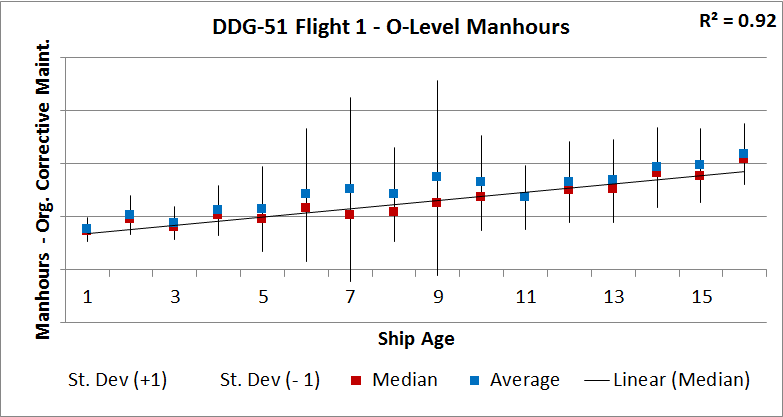 DDG-51 Flight 1 - O-Level Manhours
R² = 0.92
Manhours - Org. Corrective Maint.
1 3 5 7 9 11 13 15
Ship Age
St. Dev (+1) St. Dev (- 1) Median Average Linear (Median)